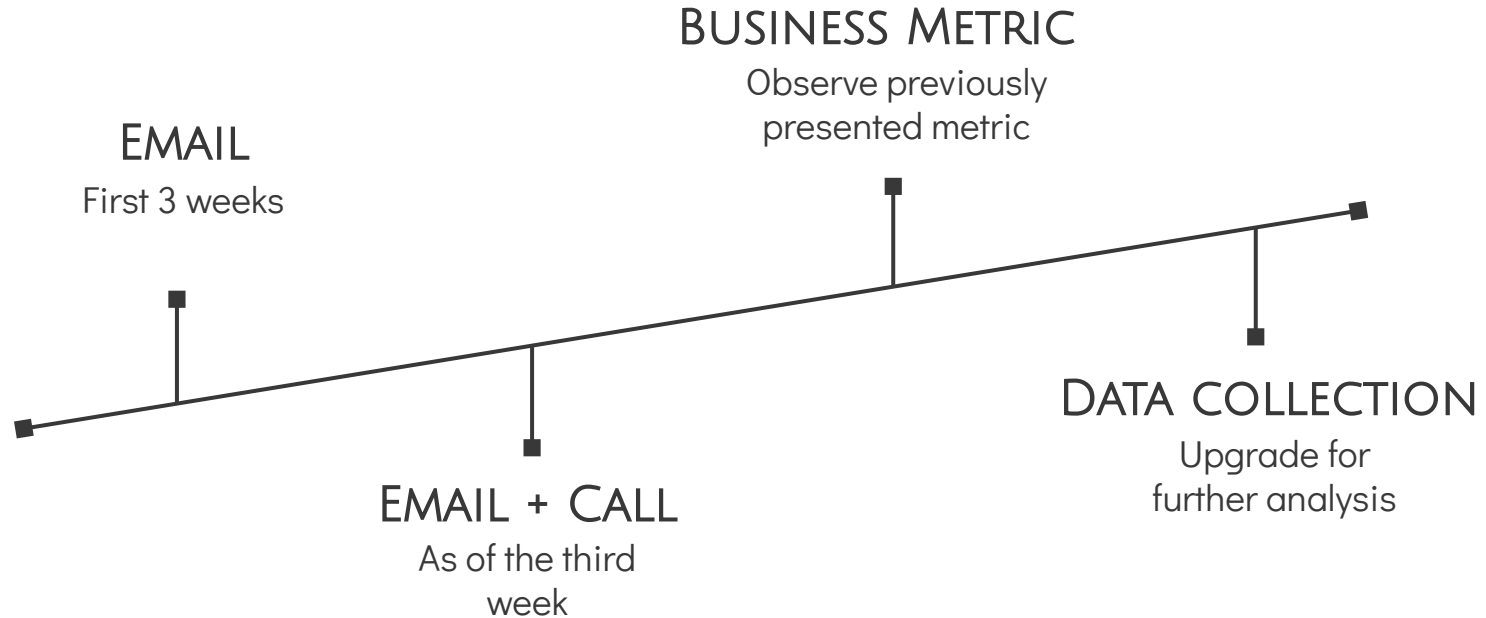 BUSINESS METRIC
Observe previously
presented metric
EMAIL
First 3 weeks
EMAIL + CALL
As of the third
week
DATA COLLECTION
Upgrade for
further analysis